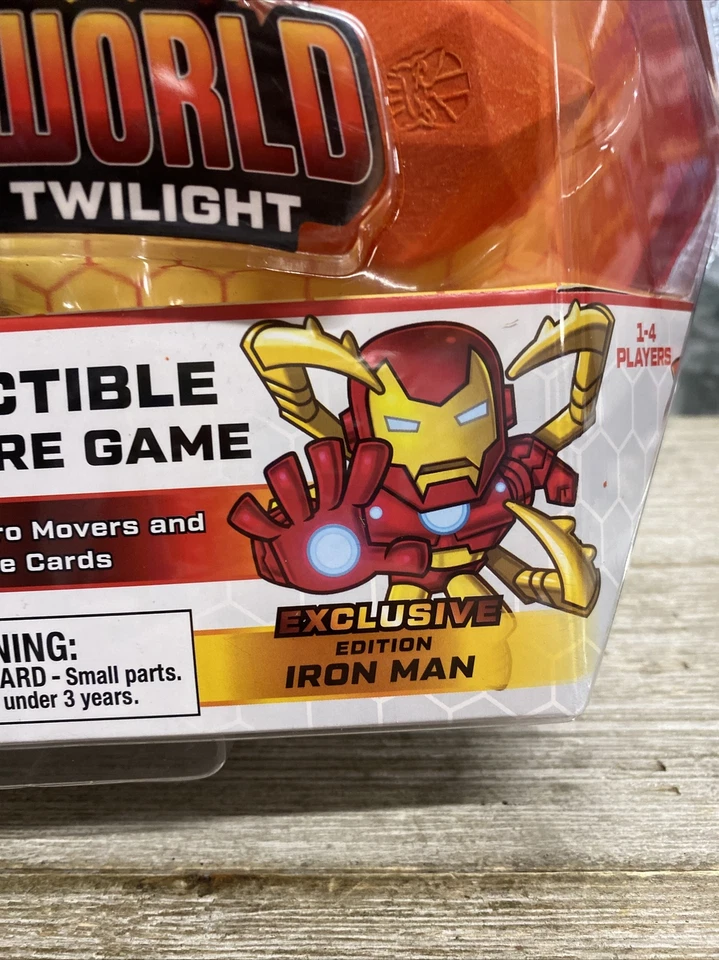 WORLD
TWILIGHT
1-4
PLAYERS
CTIBLE
RE GAME
ro Movers and
e Cards
NING:
ARD - Small parts.
under 3 years.
EXCLUSIVE
EDITION
IRON MAN